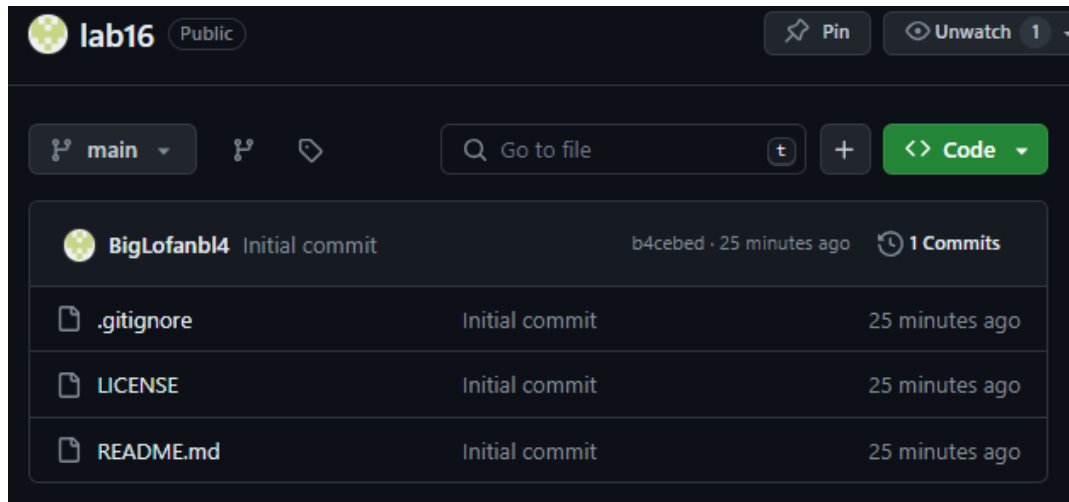 lab16 Public Pin Unwatch 1
main Go to file t + <> Code
BigLofanbl4 Initial commit b4cebed · 25 minutes ago 1 Commits
.gitignore Initial commit 25 minutes ago
LICENSE Initial commit 25 minutes ago
README.md Initial commit 25 minutes ago